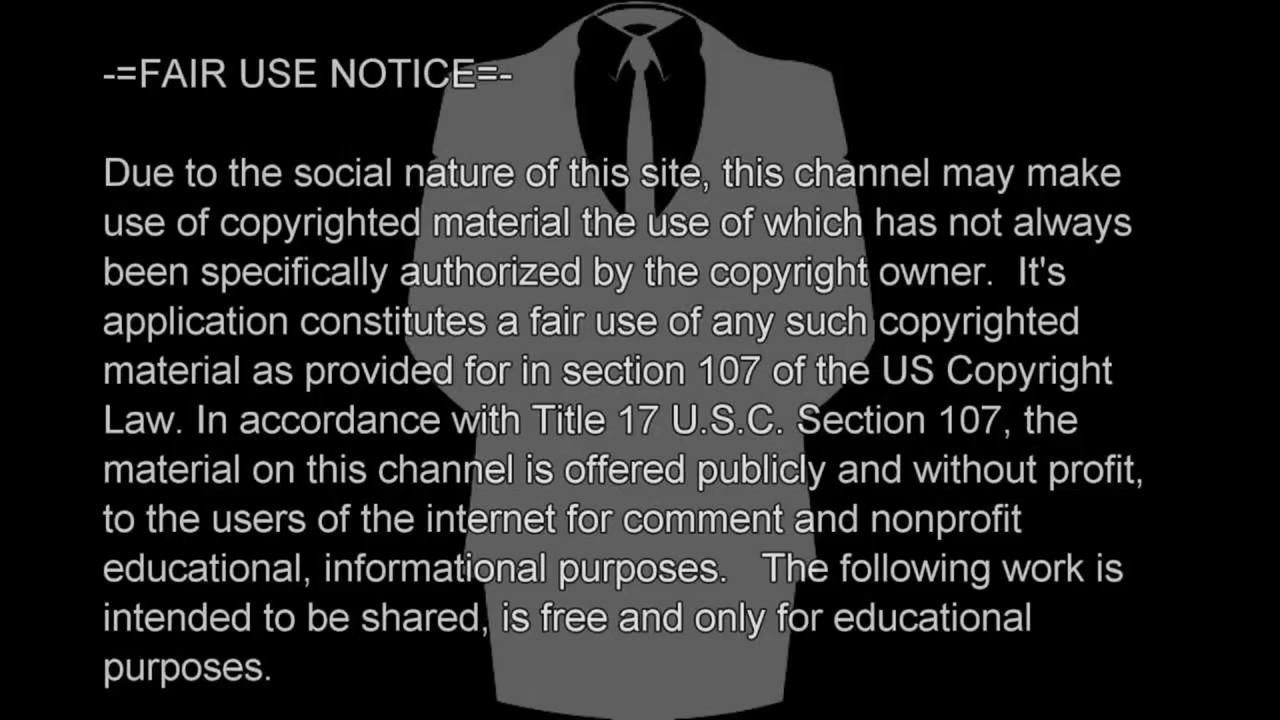 -=FAIR USE NOTICE=-
Due to the social nature of this site, this channel may make
use of copyrighted material the use of which has not always
been specifically authorized by the copyright owner.  It's
application constitutes a fair use of any such copyrighted
material as provided for in section 107 of the US Copyright
Law. In accordance with Title 17 U.S.C. Section 107, the
material on this channel is offered publicly and without profit,
to the users of the internet for comment and nonprofit
educational, informational purposes.   The following work is
intended to be shared, is free and only for educational
purposes.